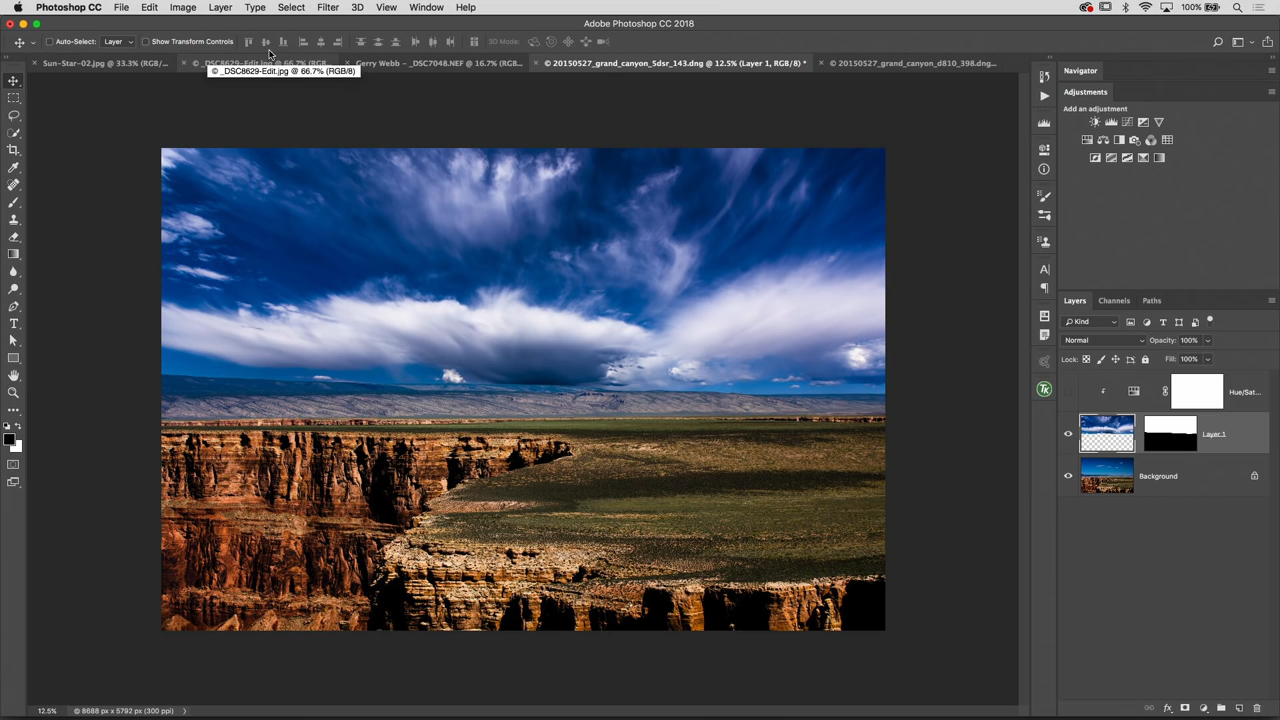 Photoshop CC File Edit Image Layer Type Select Filter 3D View Window Help 100%
Adobe Photoshop CC 2018
Auto-Select: Layer Show Transform Controls 3D Mode:
Sun-Star-02.jpg @ 33.3% (RGB/... © _DSC8629-Edit.jpg @ 66.7% (RGB... Gerry Webb – _DSC7048.NEF @ 16.7% (RGB/... © 20150527_grand_canyon_5dsr_143.dng @ 12.5% (Layer 1, RGB/8) * © 20150527_grand_canyon_d810_398.dng...
© _DSC8629-Edit.jpg @ 66.7% (RGB/8)
Navigator
Adjustments
Add an adjustment
Layers Channels Paths
Kind
Normal Opacity: 100%
Lock: Fill: 100%
Hue/Sat...
Layer 1
Background
TK
12.5% © 8688 px x 5792 px (300 ppi)